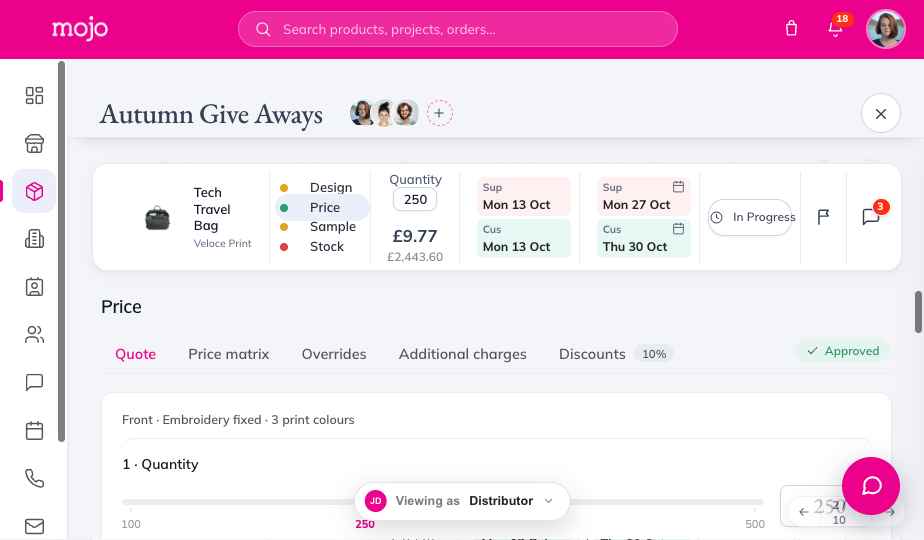 mojo
Search products, projects, orders...
18
Autumn Give Aways
+
Tech
Travel
Bag
Veloce Print
Design
Price
Sample
Stock
Quantity
250
£9.77
£2,443.60
Sup
Mon 13 Oct
Cus
Mon 13 Oct
Sup
Mon 27 Oct
Cus
Thu 30 Oct
In Progress
3
Price
Quote
Price matrix
Overrides
Additional charges
Discounts 10%
Approved
Front · Embroidery fixed · 3 print colours
1 · Quantity
100
250
500
250
2 /
10
JD Viewing as Distributor